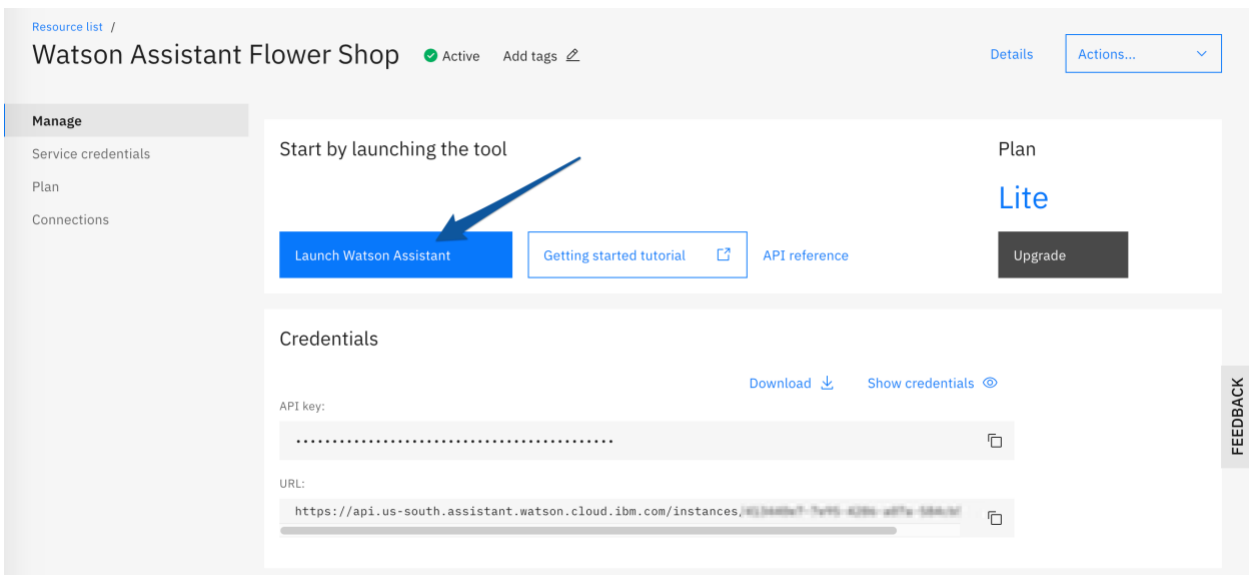 Resource list /
Watson Assistant Flower Shop Active Add tags
Details Actions...
Manage
Service credentials
Plan
Connections
Start by launching the tool
Launch Watson Assistant Getting started tutorial API reference
Plan
Lite
Upgrade
Credentials
Download Show credentials
API key:
............................................
URL:
https://api.us-south.assistant.watson.cloud.ibm.com/instances/
FEEDBACK